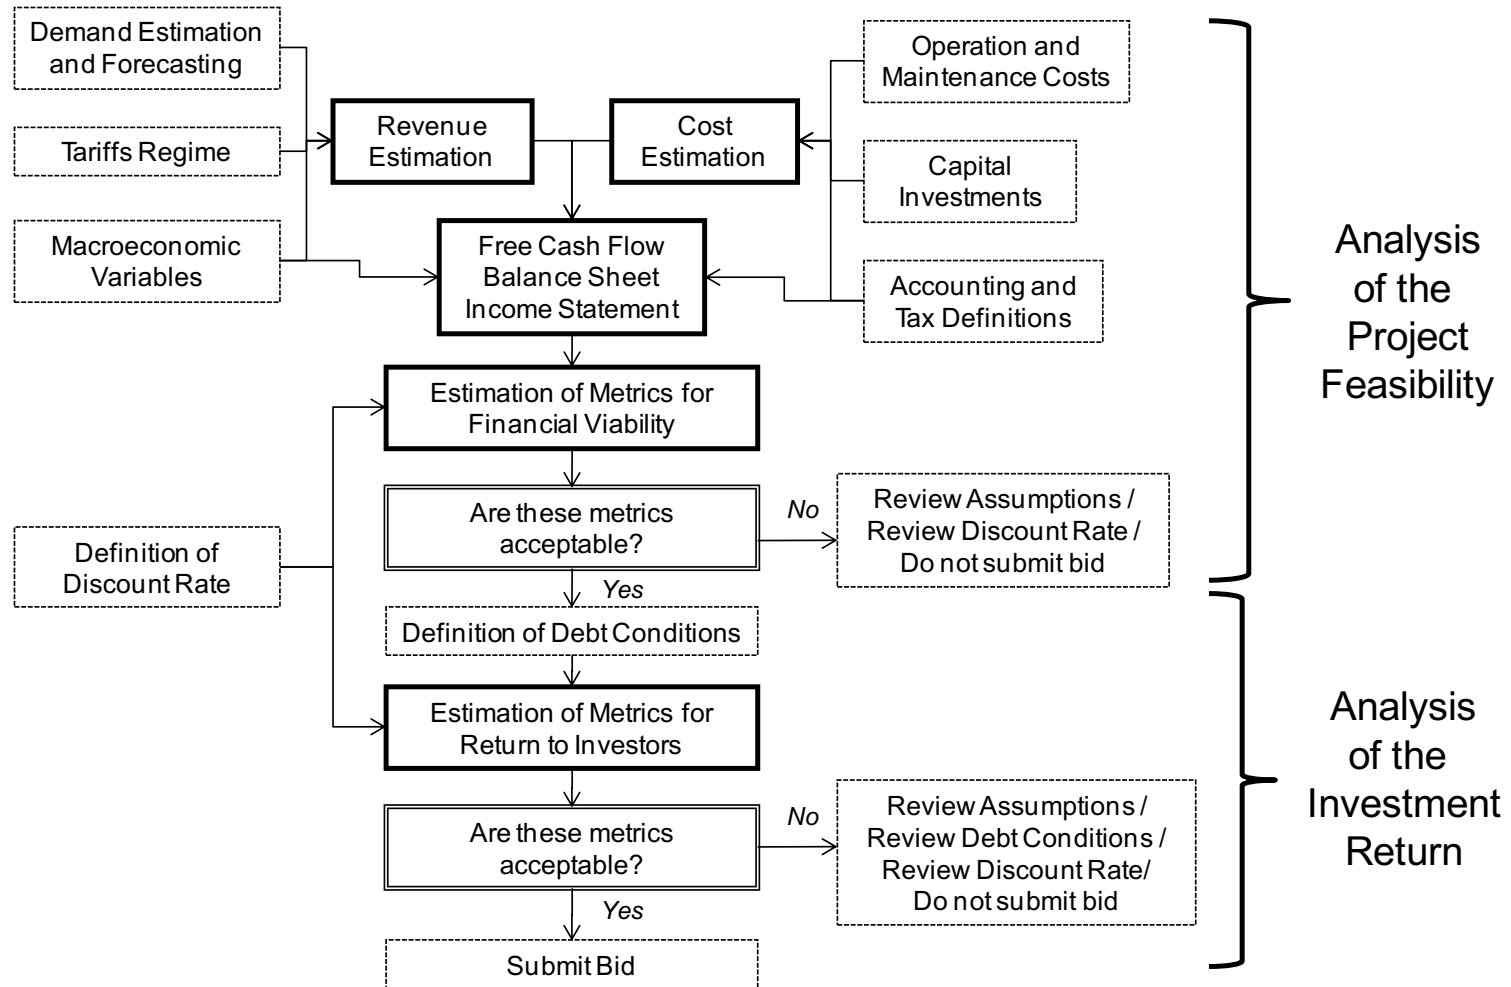 Demand Estimation
and Forecasting
Operation and
Maintenance Costs
Revenue
Estimation
Cost
Estimation
Tariffs Regime
Capital
Investments
Macroeconomic
Variables
Free Cash Flow
Balance Sheet
Income Statement
Accounting and
Tax Definitions
Analysis
of the
Project
Feasibility
Estimation of Metrics for
Financial Viability
Are these metrics
acceptable?
No
Review Assumptions /
Review Discount Rate /
Do not submit bid
Definition of
Discount Rate
Yes
Definition of Debt Conditions
Estimation of Metrics for
Return to Investors
Analysis
of the
Investment
Return
Are these metrics
acceptable?
No
Review Assumptions /
Review Debt Conditions /
Review Discount Rate/
Do not submit bid
Yes
Submit Bid